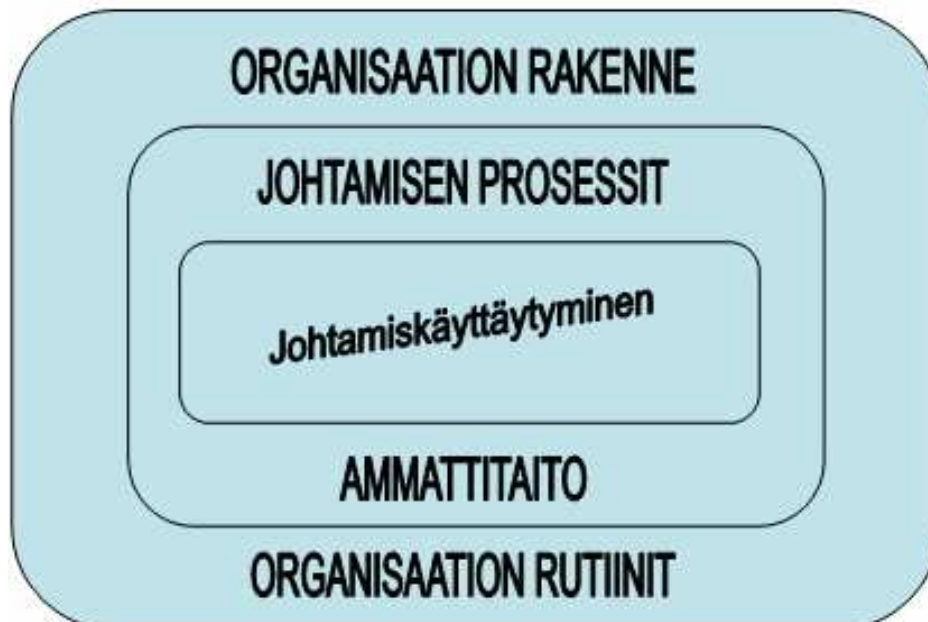 ORGANISAATION RAKENNE
JOHTAMISEN PROSESSIT
Johtamiskäyttäytyminen
AMMATTITAITO
ORGANISAATION RUTIINIT